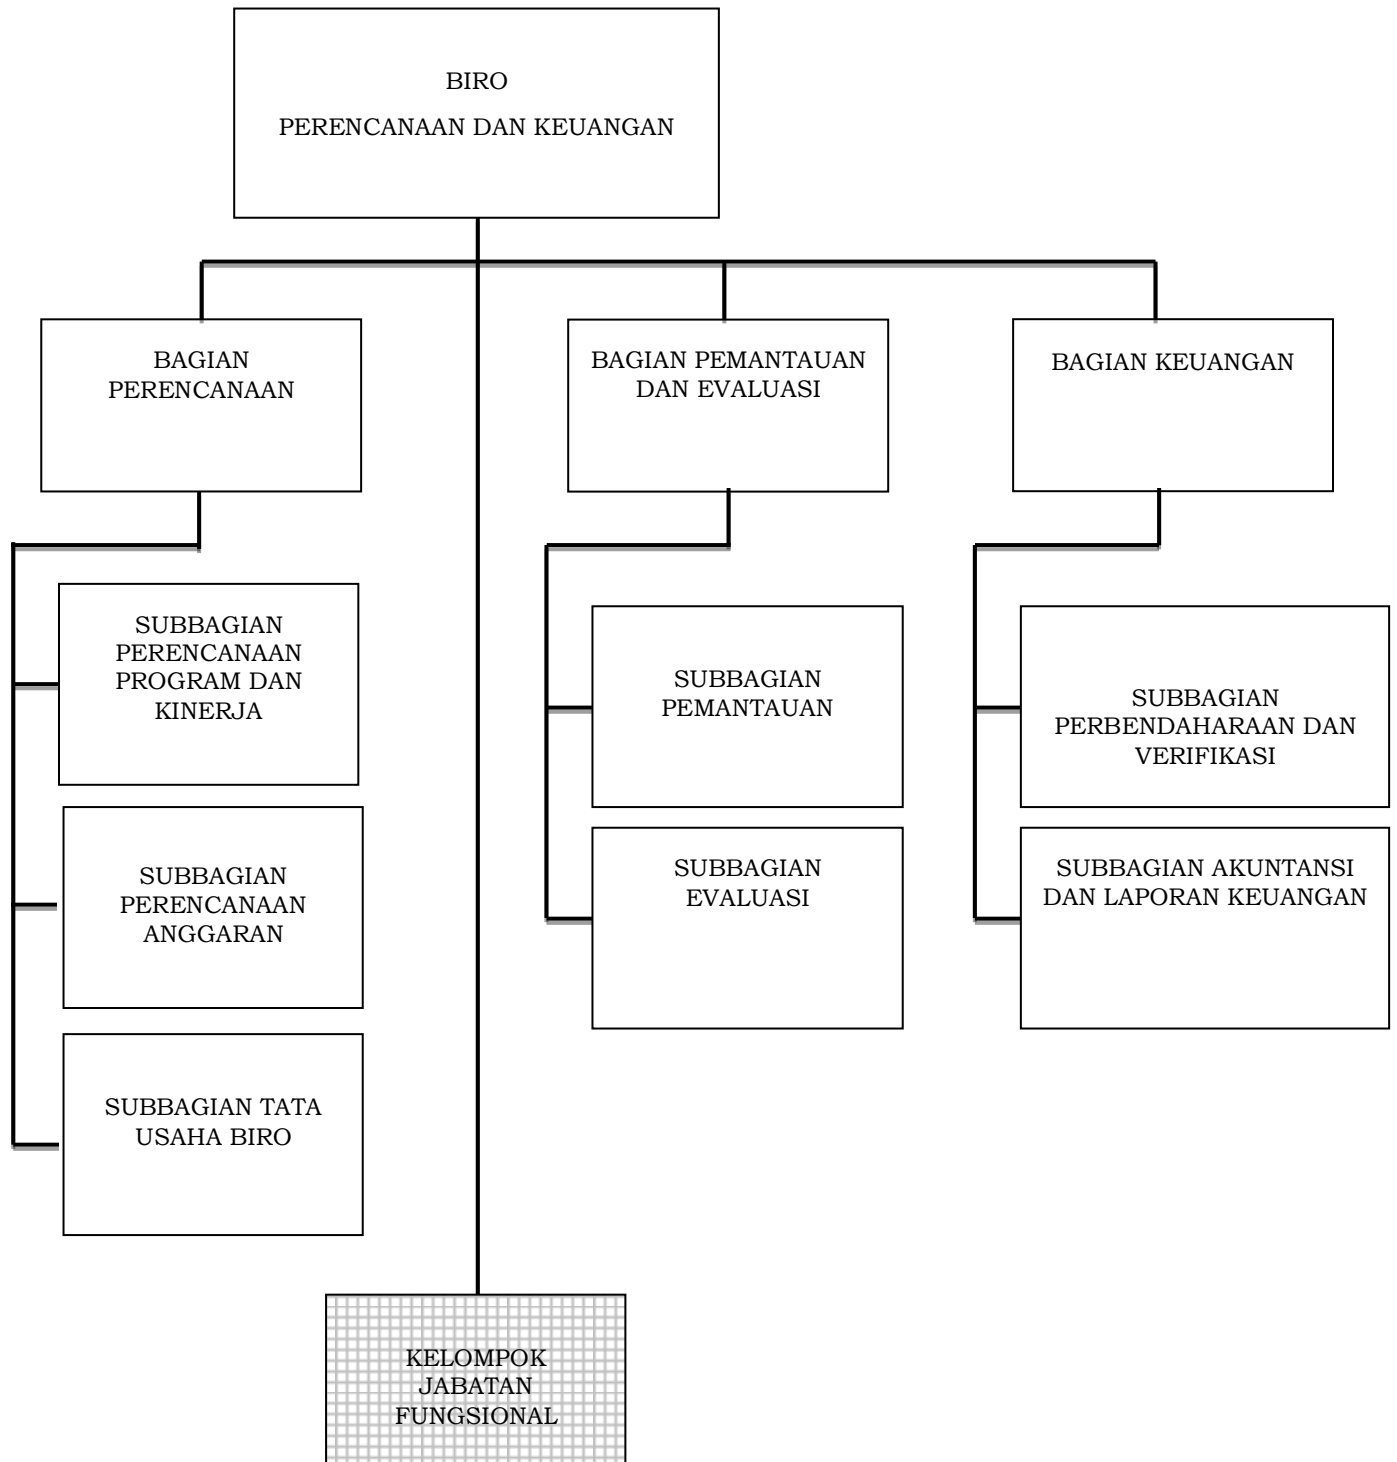 BIRO
PERENCANAAN DAN KEUANGAN
BAGIAN
PERENCANAAN
BAGIAN PEMANTAUAN
DAN EVALUASI
BAGIAN KEUANGAN
SUBBAGIAN
PERENCANAAN
PROGRAM DAN
KINERJA
SUBBAGIAN
PEMANTAUAN
SUBBAGIAN
PERBENDAHARAAN DAN
VERIFIKASI
SUBBAGIAN
PERENCANAAN
ANGGARAN
SUBBAGIAN
EVALUASI
SUBBAGIAN AKUNTANSI
DAN LAPORAN KEUANGAN
SUBBAGIAN TATA
USAHA BIRO
KELOMPOK
JABATAN
FUNGSIONAL